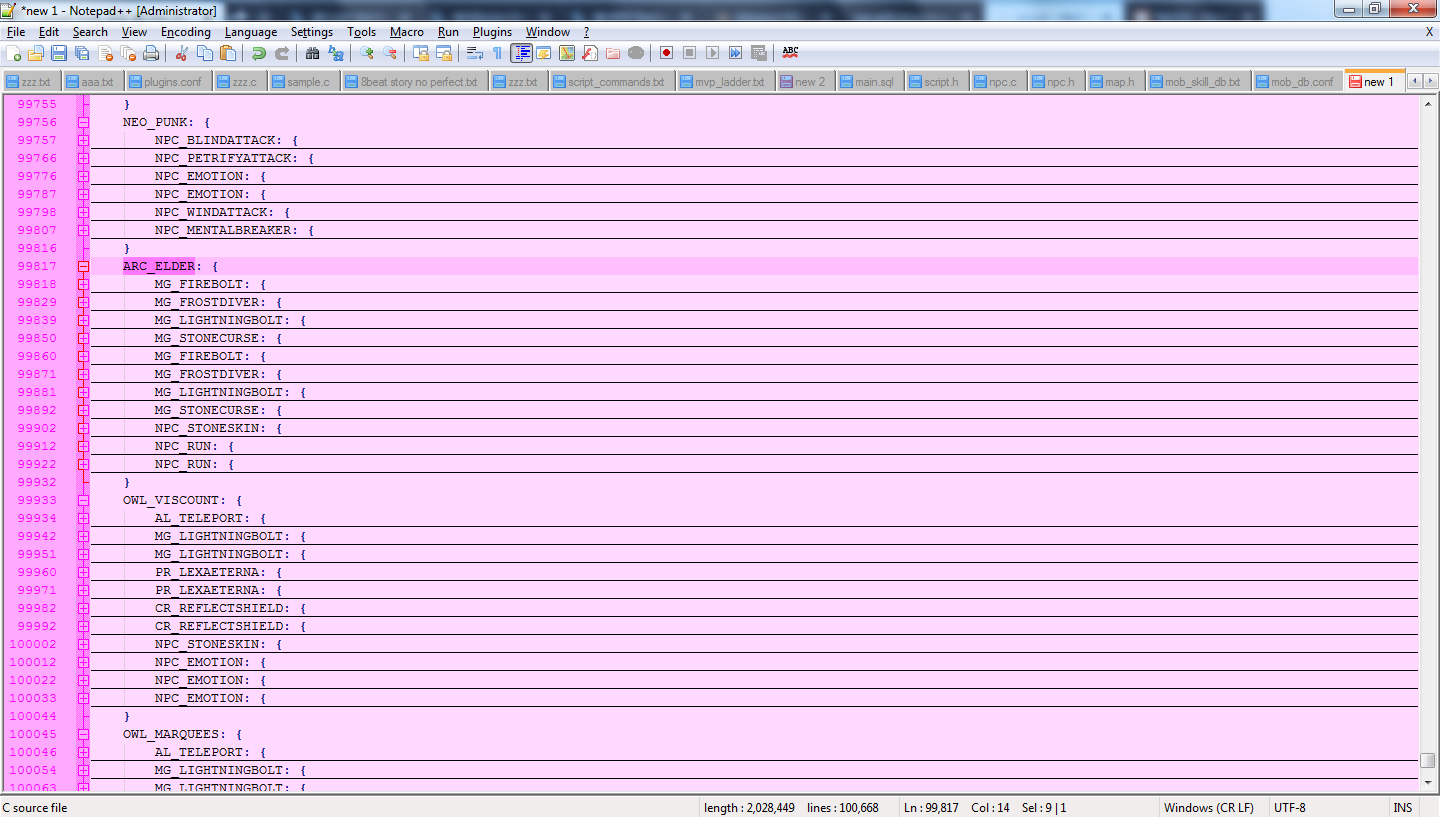 *new 1 - Notepad++ [Administrator]
File Edit Search View Encoding Language Settings Tools Macro Run Plugins Window ? X
ABC
zzz.txt aaa.txt plugins.conf zzz.c sample.c 8beat story no perfect.txt zzz.txt script_commands.txt mvp_ladder.txt new 2 main.sql script.h npc.c npc.h map.h mob_skill_db.txt mob_db.conf new 1
99755 }
99756 NEO_PUNK: {
99757 NPC_BLINDATTACK: {
99766 NPC_PETRIFYATTACK: {
99776 NPC_EMOTION: {
99787 NPC_EMOTION: {
99798 NPC_WINDATTACK: {
99807 NPC_MENTALBREAKER: {
99816 }
99817 ARC_ELDER: {
99818 MG_FIREBOLT: {
99829 MG_FROSTDIVER: {
99839 MG_LIGHTNINGBOLT: {
99850 MG_STONECURSE: {
99860 MG_FIREBOLT: {
99871 MG_FROSTDIVER: {
99881 MG_LIGHTNINGBOLT: {
99892 MG_STONECURSE: {
99902 NPC_STONESKIN: {
99912 NPC_RUN: {
99922 NPC_RUN: {
99932 }
99933 OWL_VISCOUNT: {
99934 AL_TELEPORT: {
99942 MG_LIGHTNINGBOLT: {
99951 MG_LIGHTNINGBOLT: {
99960 PR_LEXAETERNA: {
99971 PR_LEXAETERNA: {
99982 CR_REFLECTSHIELD: {
99992 CR_REFLECTSHIELD: {
100002 NPC_STONESKIN: {
100012 NPC_EMOTION: {
100022 NPC_EMOTION: {
100033 NPC_EMOTION: {
100044 }
100045 OWL_MARQUEES: {
100046 AL_TELEPORT: {
100054 MG_LIGHTNINGBOLT: {
100063 MG_LIGHTNINGBOLT: {
C source file length : 2,028,449 lines : 100,668 Ln : 99,817 Col : 14 Sel : 9 | 1 Windows (CR LF) UTF-8 INS